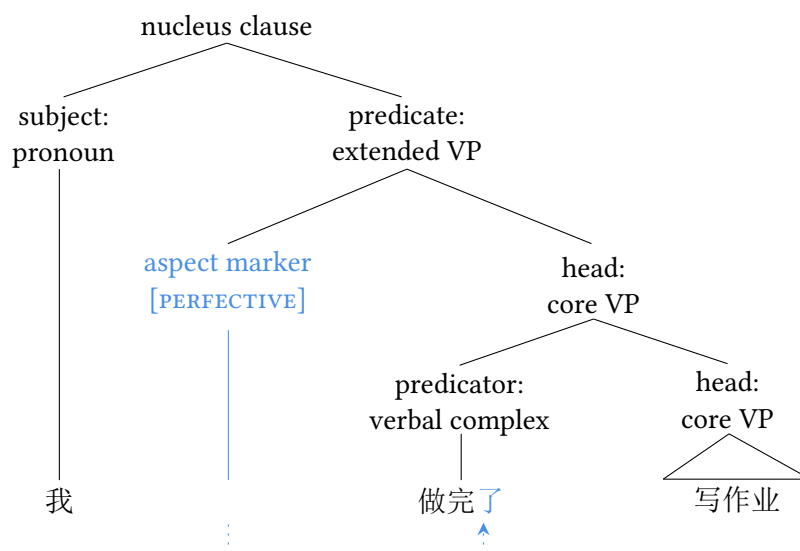 nucleus clause
subject:
pronoun
predicate:
extended VP
aspect marker
[PERFECTIVE]
head:
core VP
predicator:
verbal complex
head:
core VP
我
做完了
写作业